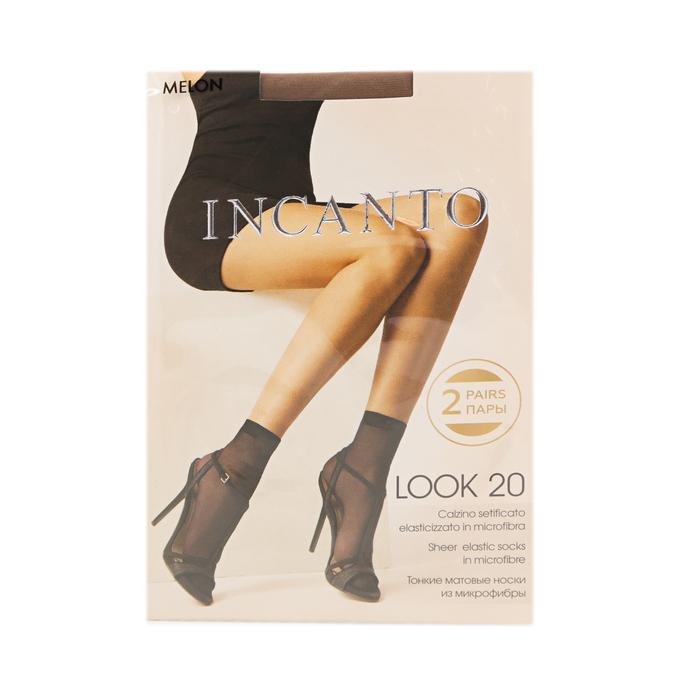 MELON
INCANTO
2 PAIRS
ПАРЫ
LOOK 20
Calzino setificato
elasticizzato in microfibra
Sheer elastic socks
in microfibre
Тонкие матовые носки
из микрофибры